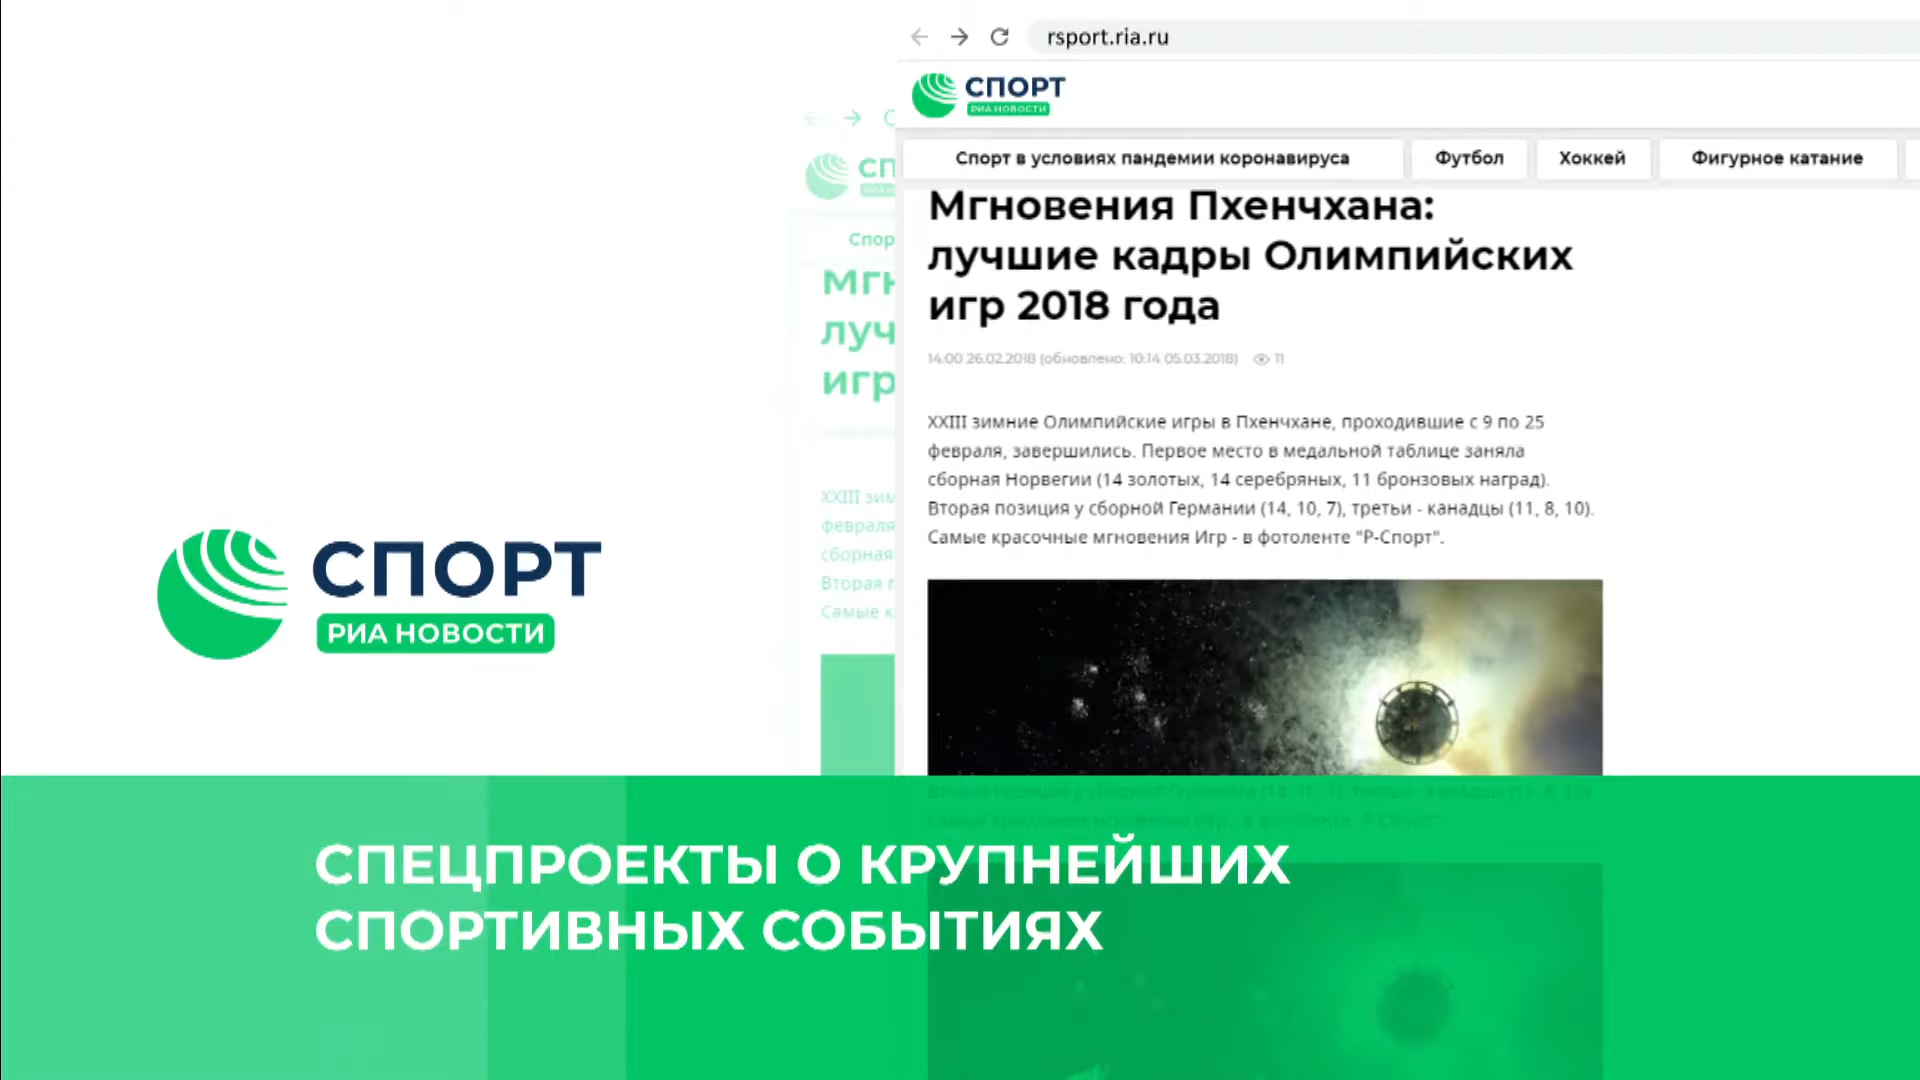 rsport.ria.ru
СПОРТ
РИА НОВОСТИ
Спорт в условиях пандемии коронавируса
Футбол
Хоккей
Фигурное катание
Мгновения Пхенчхана:
лучшие кадры Олимпийских
игр 2018 года
14:00 26.02.2018 (обновлено: 10:14 05.03.2018) 11
XXIII зимние Олимпийские игры в Пхенчхане, проходившие с 9 по 25
февраля, завершились. Первое место в медальной таблице заняла
сборная Норвегии (14 золотых, 14 серебряных, 11 бронзовых наград).
Вторая позиция у сборной Германии (14, 10, 7), третьи - канадцы (11, 8, 10).
Самые красочные мгновения Игр - в фотоленте "Р-Спорт".
СПОРТ
РИА НОВОСТИ
СПЕЦПРОЕКТЫ О КРУПНЕЙШИХ
СПОРТИВНЫХ СОБЫТИЯХ